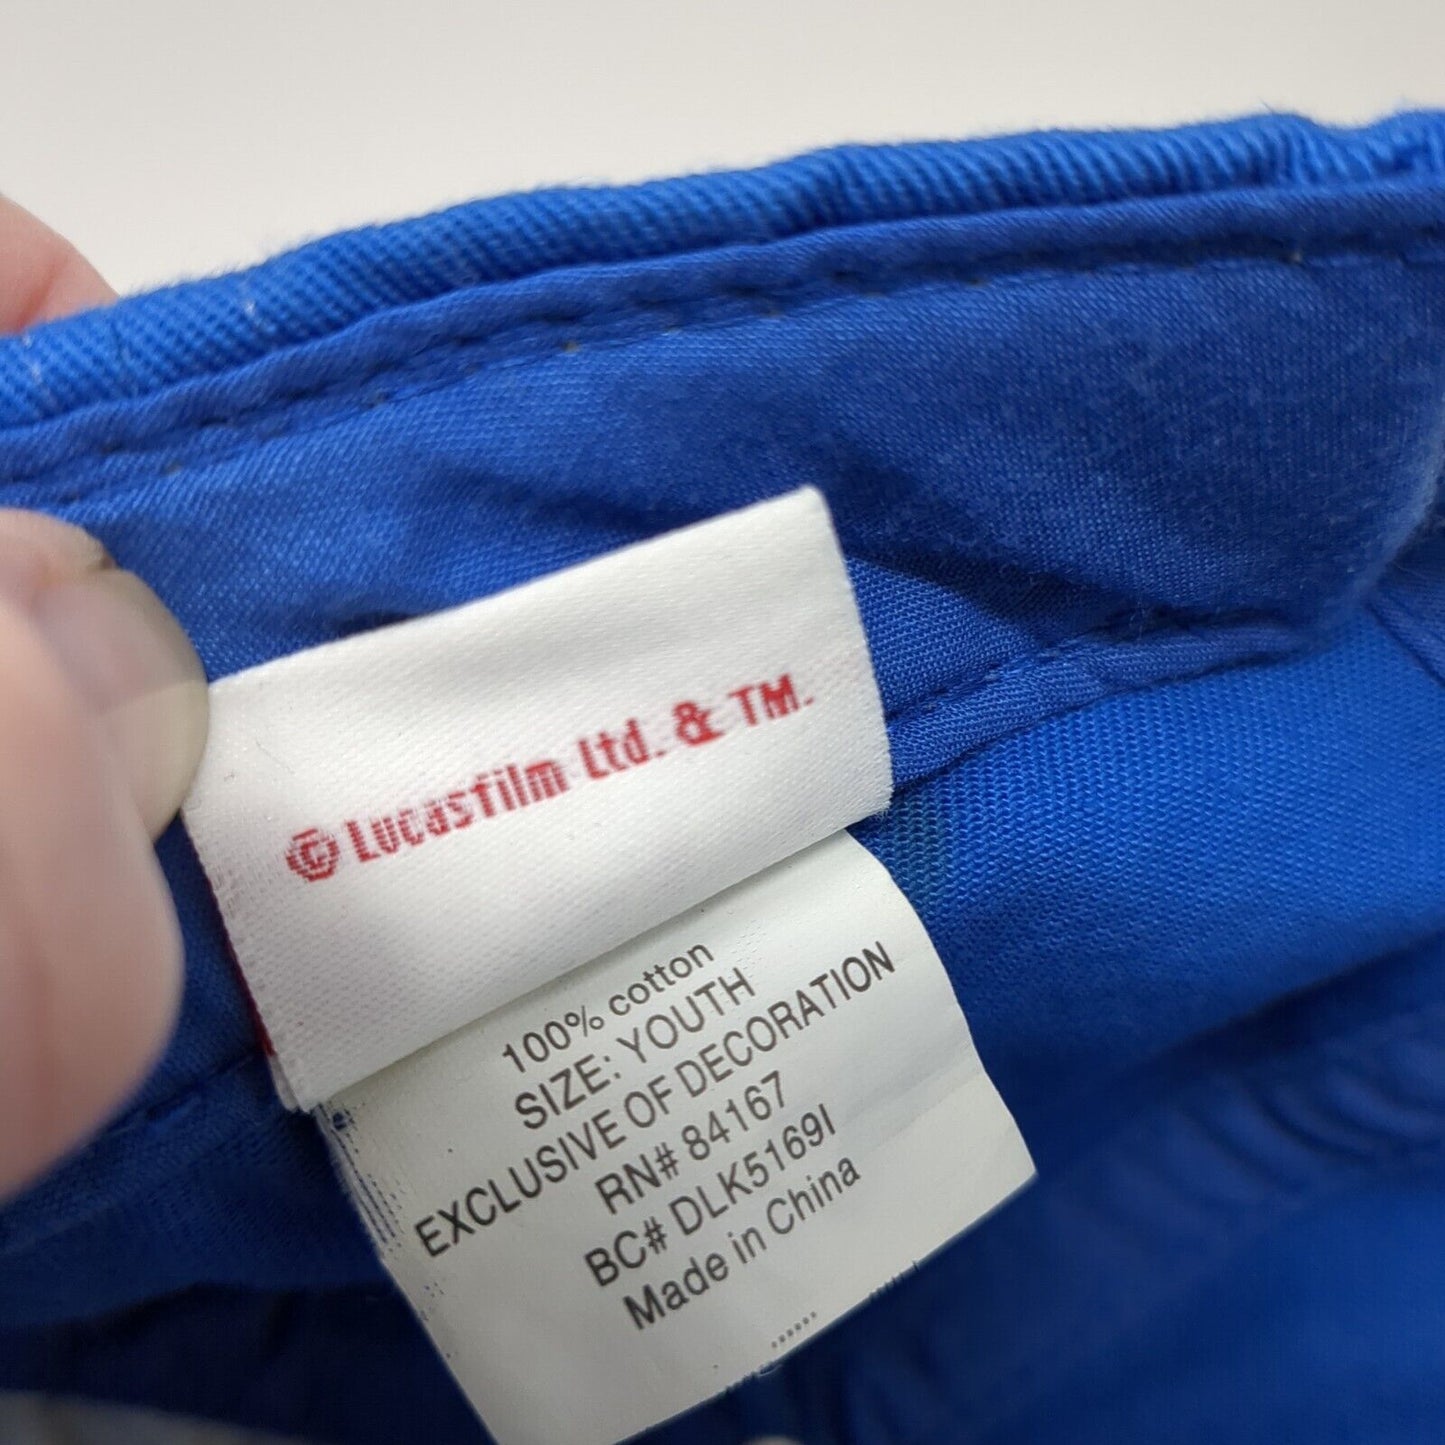 © Lucasfilm Ltd. & TM.
100% cotton
SIZE: YOUTH
EXCLUSIVE OF DECORATION
RN# 84167
BC# DLK5169I
Made in China